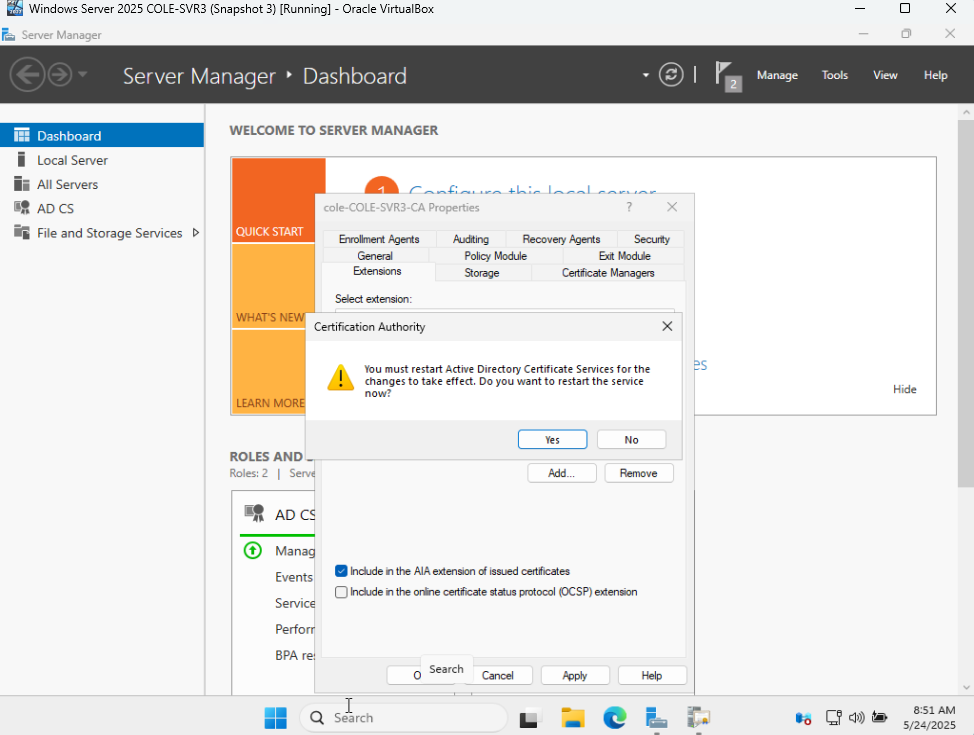 Windows Server 2025 COLE-SVR3 (Snapshot 3) [Running] - Oracle VirtualBox
Server Manager
Server Manager ‣ Dashboard
2
Manage
Tools
View
Help
Dashboard
Local Server
All Servers
AD CS
File and Storage Services
WELCOME TO SERVER MANAGER
1
Configure this local server
QUICK START
WHAT'S NEW
LEARN MORE
es
Hide
cole-COLE-SVR3-CA Properties
?
Enrollment Agents
Auditing
Recovery Agents
Security
General
Policy Module
Exit Module
Extensions
Storage
Certificate Managers
Select extension:
Certification Authority
You must restart Active Directory Certificate Services for the
changes to take effect. Do you want to restart the service
now?
Yes
No
Add...
Remove
Include in the AIA extension of issued certificates
Include in the online certificate status protocol (OCSP) extension
O
Search
Cancel
Apply
Help
ROLES AND S
Roles: 2 | Serve
AD CS
Manag
Events
Service
Perforr
BPA re
Search
8:51 AM
5/24/2025